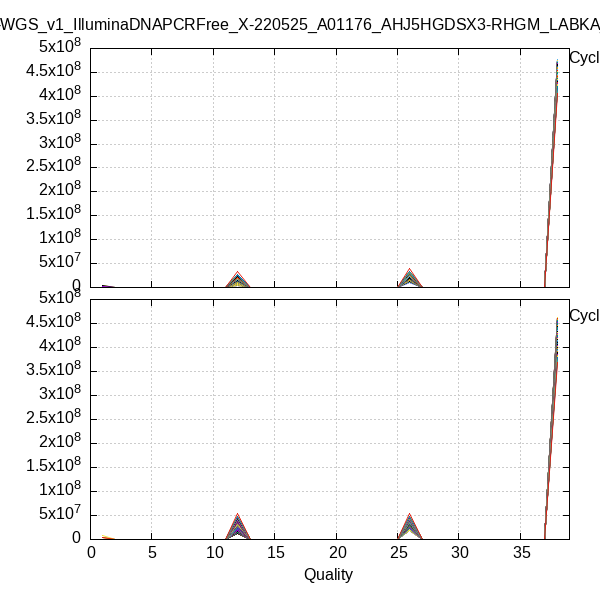 -WGS_v1_IlluminaDNAPCRFree_X-220525_A01176_AHJ5HGDSX3-RHGM_LABKA
5x10^8
Cycl
4.5x10^8
4x10^8
3.5x10^8
3x10^8
2.5x10^8
2x10^8
1.5x10^8
1x10^8
5x10^7
0
5x10^8
Cycl
4.5x10^8
4x10^8
3.5x10^8
3x10^8
2.5x10^8
2x10^8
1.5x10^8
1x10^8
5x10^7
0
0 5 10 15 20 25 30 35
Quality